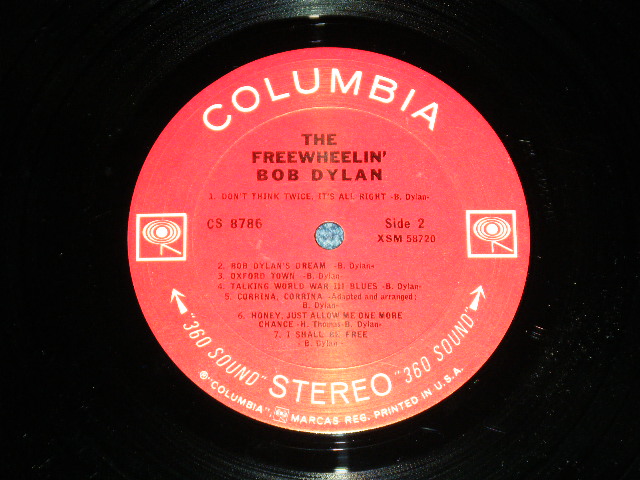 COLUMBIA
THE
FREEWHEELIN'
BOB DYLAN
1. DON'T THINK TWICE, IT'S ALL RIGHT -B. Dylan-
CS 8786
Side 2
XSM 58720
2. BOB DYLAN'S DREAM -B. Dylan-
3. OXFORD TOWN -B. Dylan-
4. TALKING WORLD WAR III BLUES -B. Dylan-
5. CORRINA, CORRINA -Adapted and arranged:
B. Dylan-
6. HONEY, JUST ALLOW ME ONE MORE
CHANCE -H. Thomas-B. Dylan-
7. I SHALL BE FREE
-B. Dylan-
"360 SOUND" STEREO "360 SOUND"
®"COLUMBIA", MARCAS REG. PRINTED IN U.S.A.